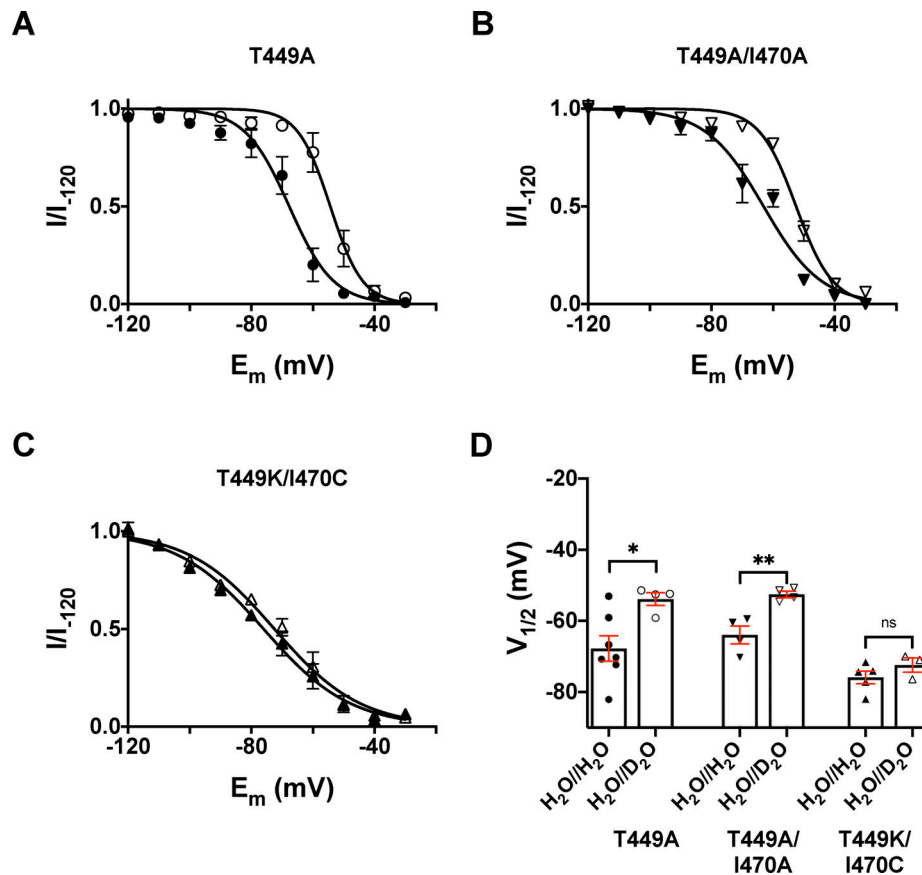 A
T449A
1.0
0.5
0.0
I/I-120
-120
-80
-40
Em (mV)
B
T449A/I470A
1.0
0.5
0.0
I/I-120
-120
-80
-40
Em (mV)
C
T449K/I470C
1.0
0.5
0.0
I/I-120
-120
-80
-40
Em (mV)
D
-20
-40
-60
-80
V1/2 (mV)
*
**
ns
H2O//H2O
H2O//D2O
H2O//H2O
H2O//D2O
H2O//H2O
H2O//D2O
T449A
T449A/
I470A
T449K/
I470C